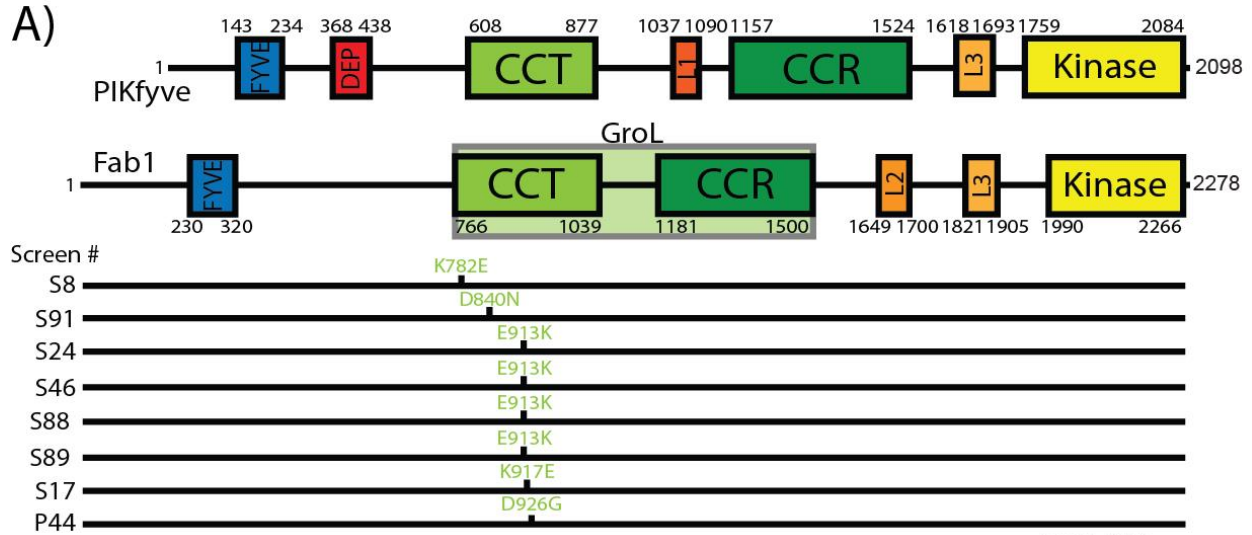 A)
143 234 368 438 608 877 1037 1090 1157 1524 1618 1693 1759 2084
1 FYVE DEP CCT L1 CCR L3 Kinase 2098
PIKfyve
GroL
Fab1
1 FYVE CCT CCR L2 L3 Kinase 2278
230 320 766 1039 1181 1500 1649 1700 1821 1905 1990 2266
Screen #
K782E
S8
D840N
S91
E913K
S24
E913K
S46
E913K
S88
E913K
S89
K917E
S17
D926G
P44